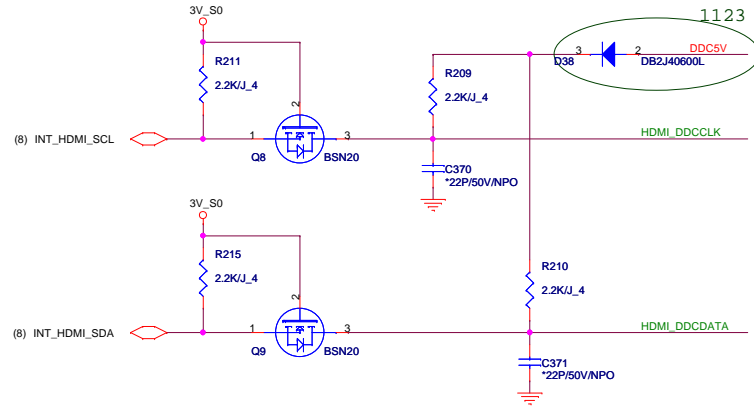 1123
3V_S0
R211
2.2K/J_4
2
(8) INT_HDMI_SCL
1
3
Q8
BSN20
R209
2.2K/J_4
3
2
DDC5V
D38
DB2J40600L
HDMI_DDCCLK
C370
*22P/50V/NPO
3V_S0
R215
2.2K/J_4
2
(8) INT_HDMI_SDA
1
3
Q9
BSN20
R210
2.2K/J_4
HDMI_DDCDATA
C371
*22P/50V/NPO